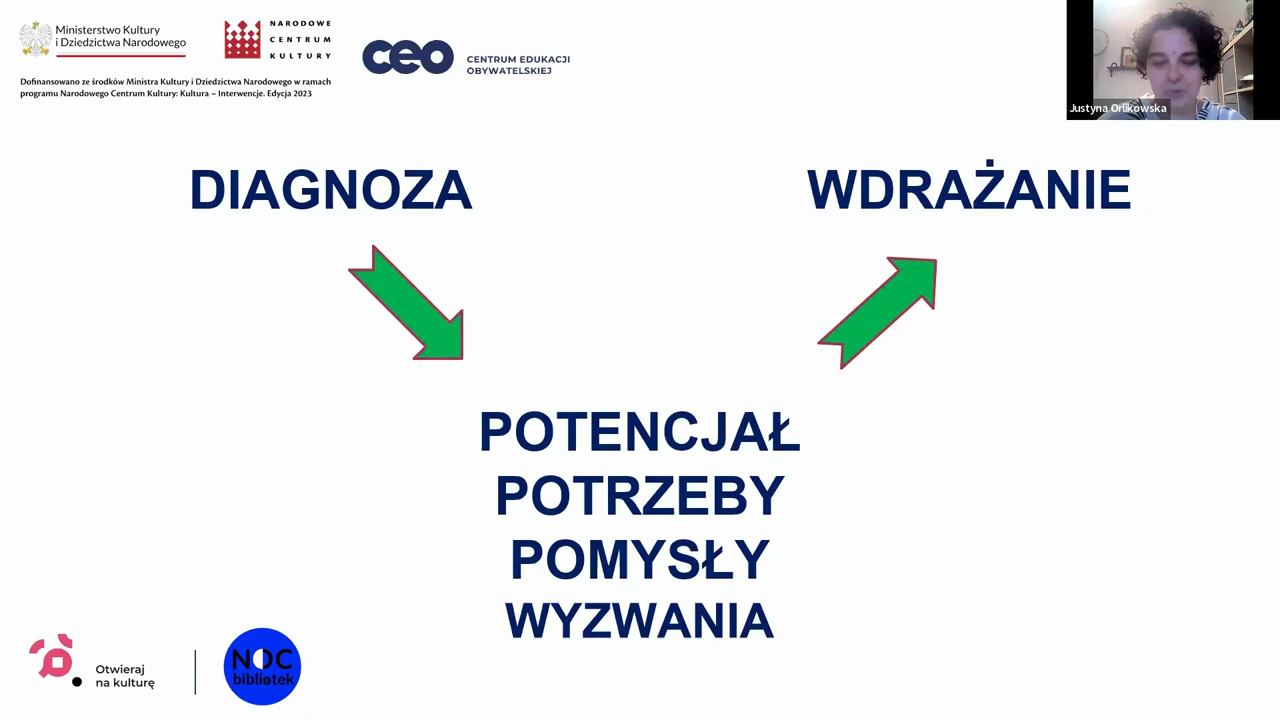 Ministerstwo Kultury
i Dziedzictwa Narodowego
NARODOWE
CENTRUM
KULTURY
ceo
CENTRUM EDUKACJI
OBYWATELSKIEJ
Dofinansowano ze środków Ministra Kultury i Dziedzictwa Narodowego w ramach
programu Narodowego Centrum Kultury: Kultura – Interwencje. Edycja 2023
Justyna Orlikowska
DIAGNOZA
WDRAŻANIE
POTENCJAŁ
POTRZEBY
POMYSŁY
WYZWANIA
Otwieraj
na kulturę
NOC
bibliotek